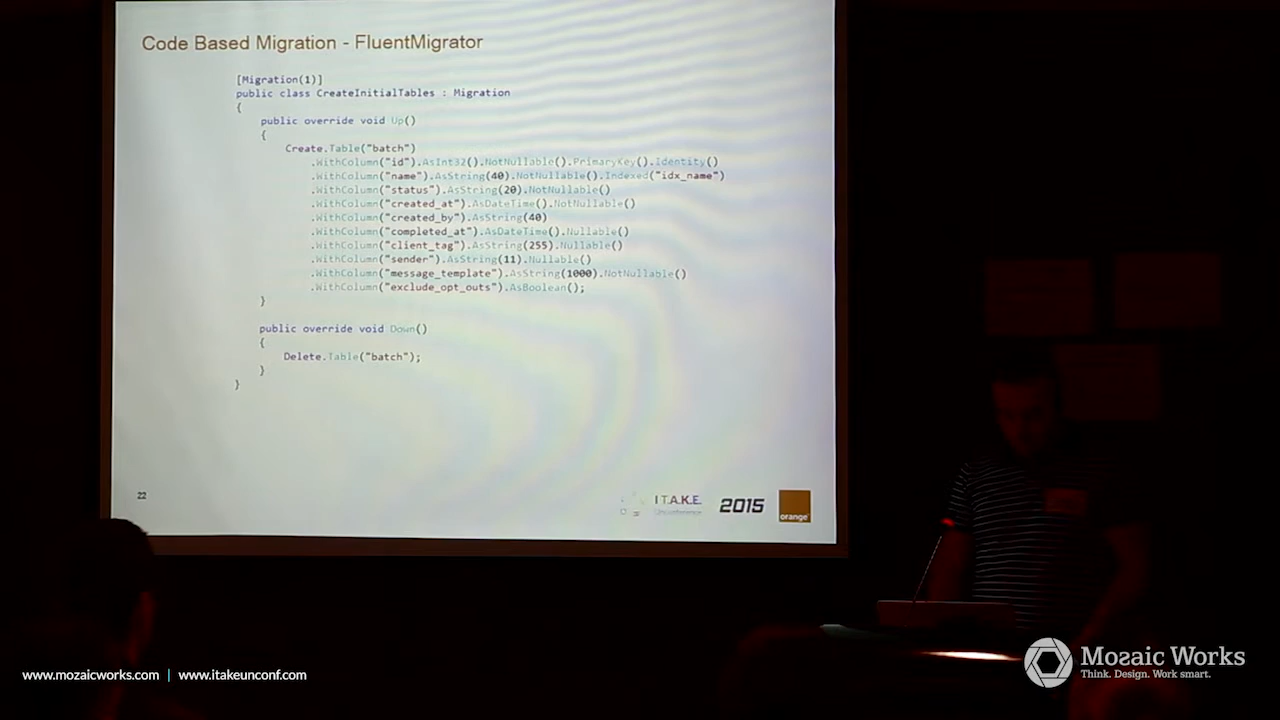 Code Based Migration - FluentMigrator
[Migration(1)]
public class CreateInitialTables : Migration
{
public override void Up()
{
Create.Table("batch")
.WithColumn("id").AsInt32().NotNullable().PrimaryKey().Identity()
.WithColumn("name").AsString(40).NotNullable().Indexed("idx_name")
.WithColumn("status").AsString(20).NotNullable()
.WithColumn("created_at").AsDateTime().NotNullable()
.WithColumn("created_by").AsString(40)
.WithColumn("completed_at").AsDateTime().Nullable()
.WithColumn("client_tag").AsString(255).Nullable()
.WithColumn("sender").AsString(11).Nullable()
.WithColumn("message_template").AsString(1000).NotNullable()
.WithColumn("exclude_opt_outs").AsBoolean();
}
public override void Down()
{
Delete.Table("batch");
}
}
22
I.T.A.K.E.
Unconference
2015
orange
www.mozaicworks.com | www.itakeunconf.com
Mozaic Works
Think. Design. Work smart.